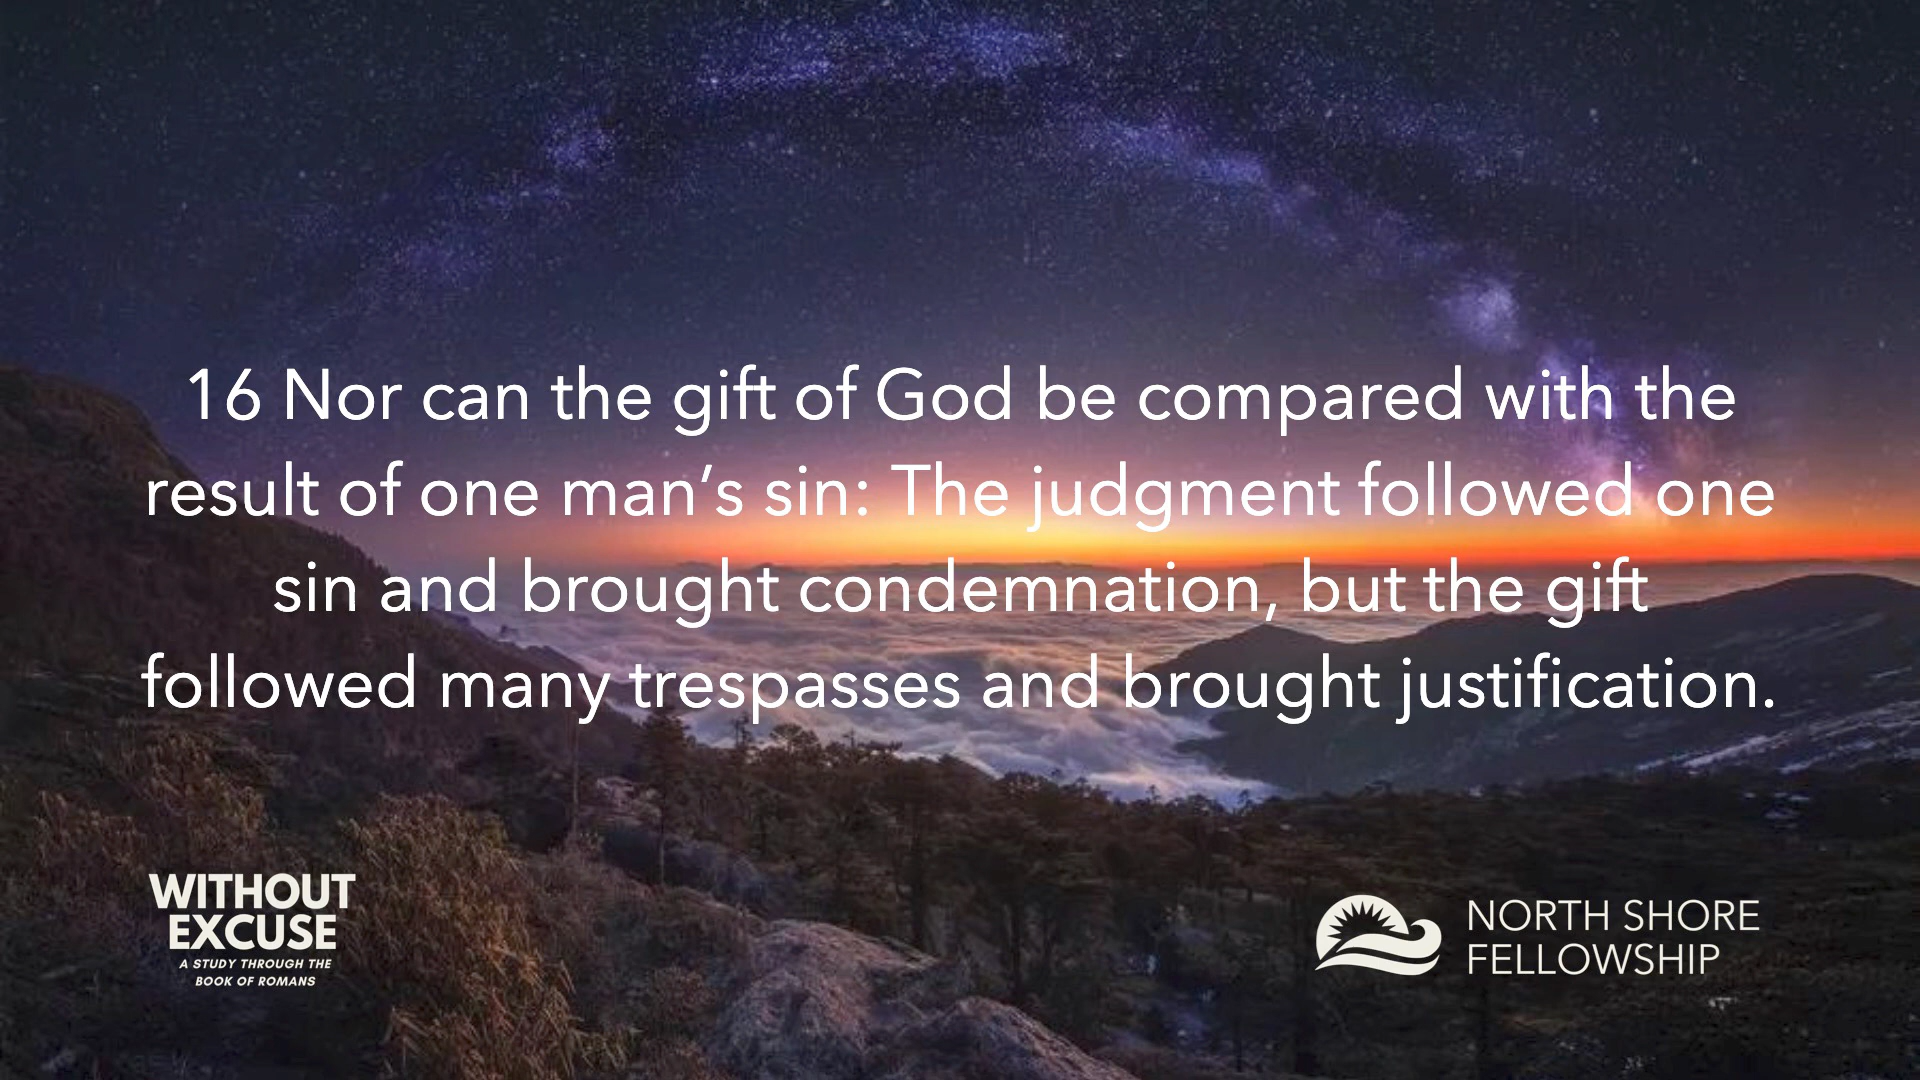 16 Nor can the gift of God be compared with the
result of one man’s sin: The judgment followed one
sin and brought condemnation, but the gift
followed many trespasses and brought justification.
WITHOUT
EXCUSE
A STUDY THROUGH THE
BOOK OF ROMANS
NORTH SHORE
FELLOWSHIP